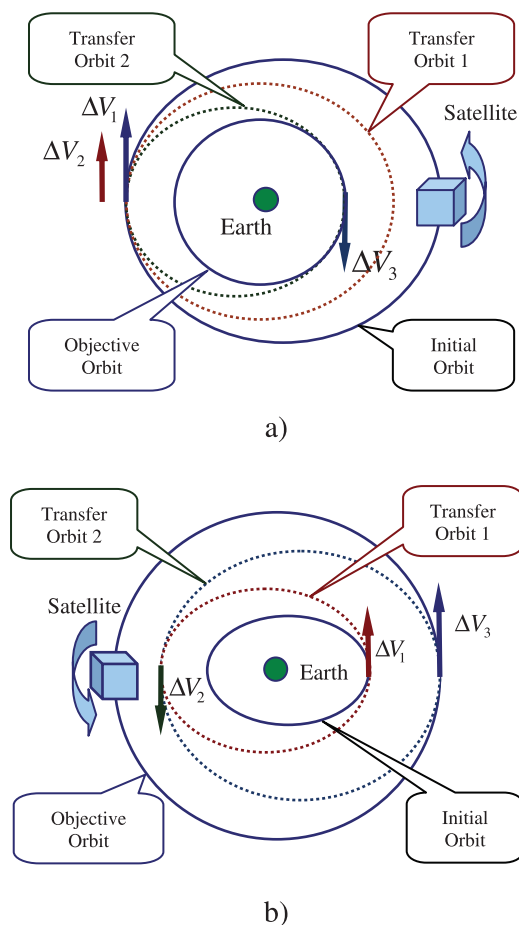 Transfer
Orbit 2
Transfer
Orbit 1
Satellite
ΔV₁
ΔV₂
Earth
ΔV₃
Objective
Orbit
Initial
Orbit
a)
Transfer
Orbit 2
Transfer
Orbit 1
Satellite
ΔV₃
ΔV₁
Earth
ΔV₂
Objective
Orbit
Initial
Orbit
b)